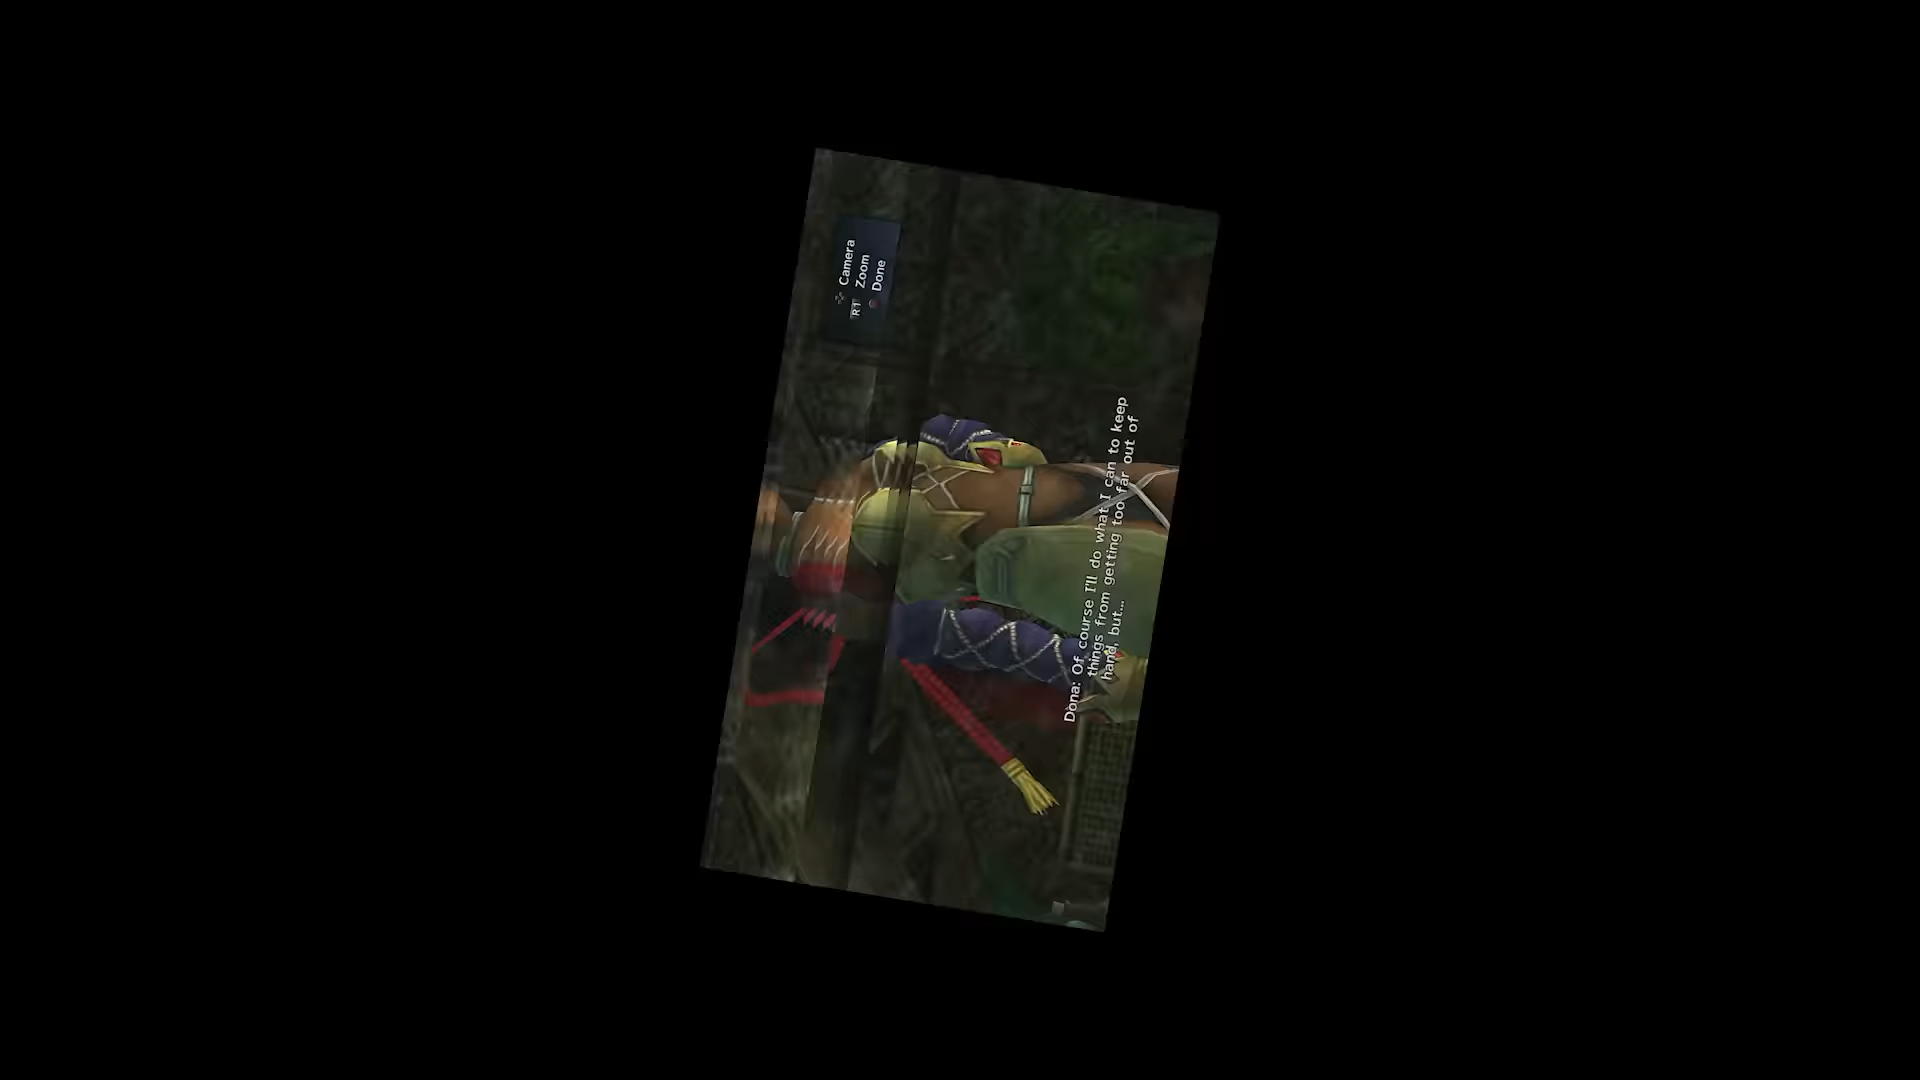 Camera
R1 Zoom
Done
Dona: Of course I'll do what I can to keep
things from getting too far out of
hand, but...